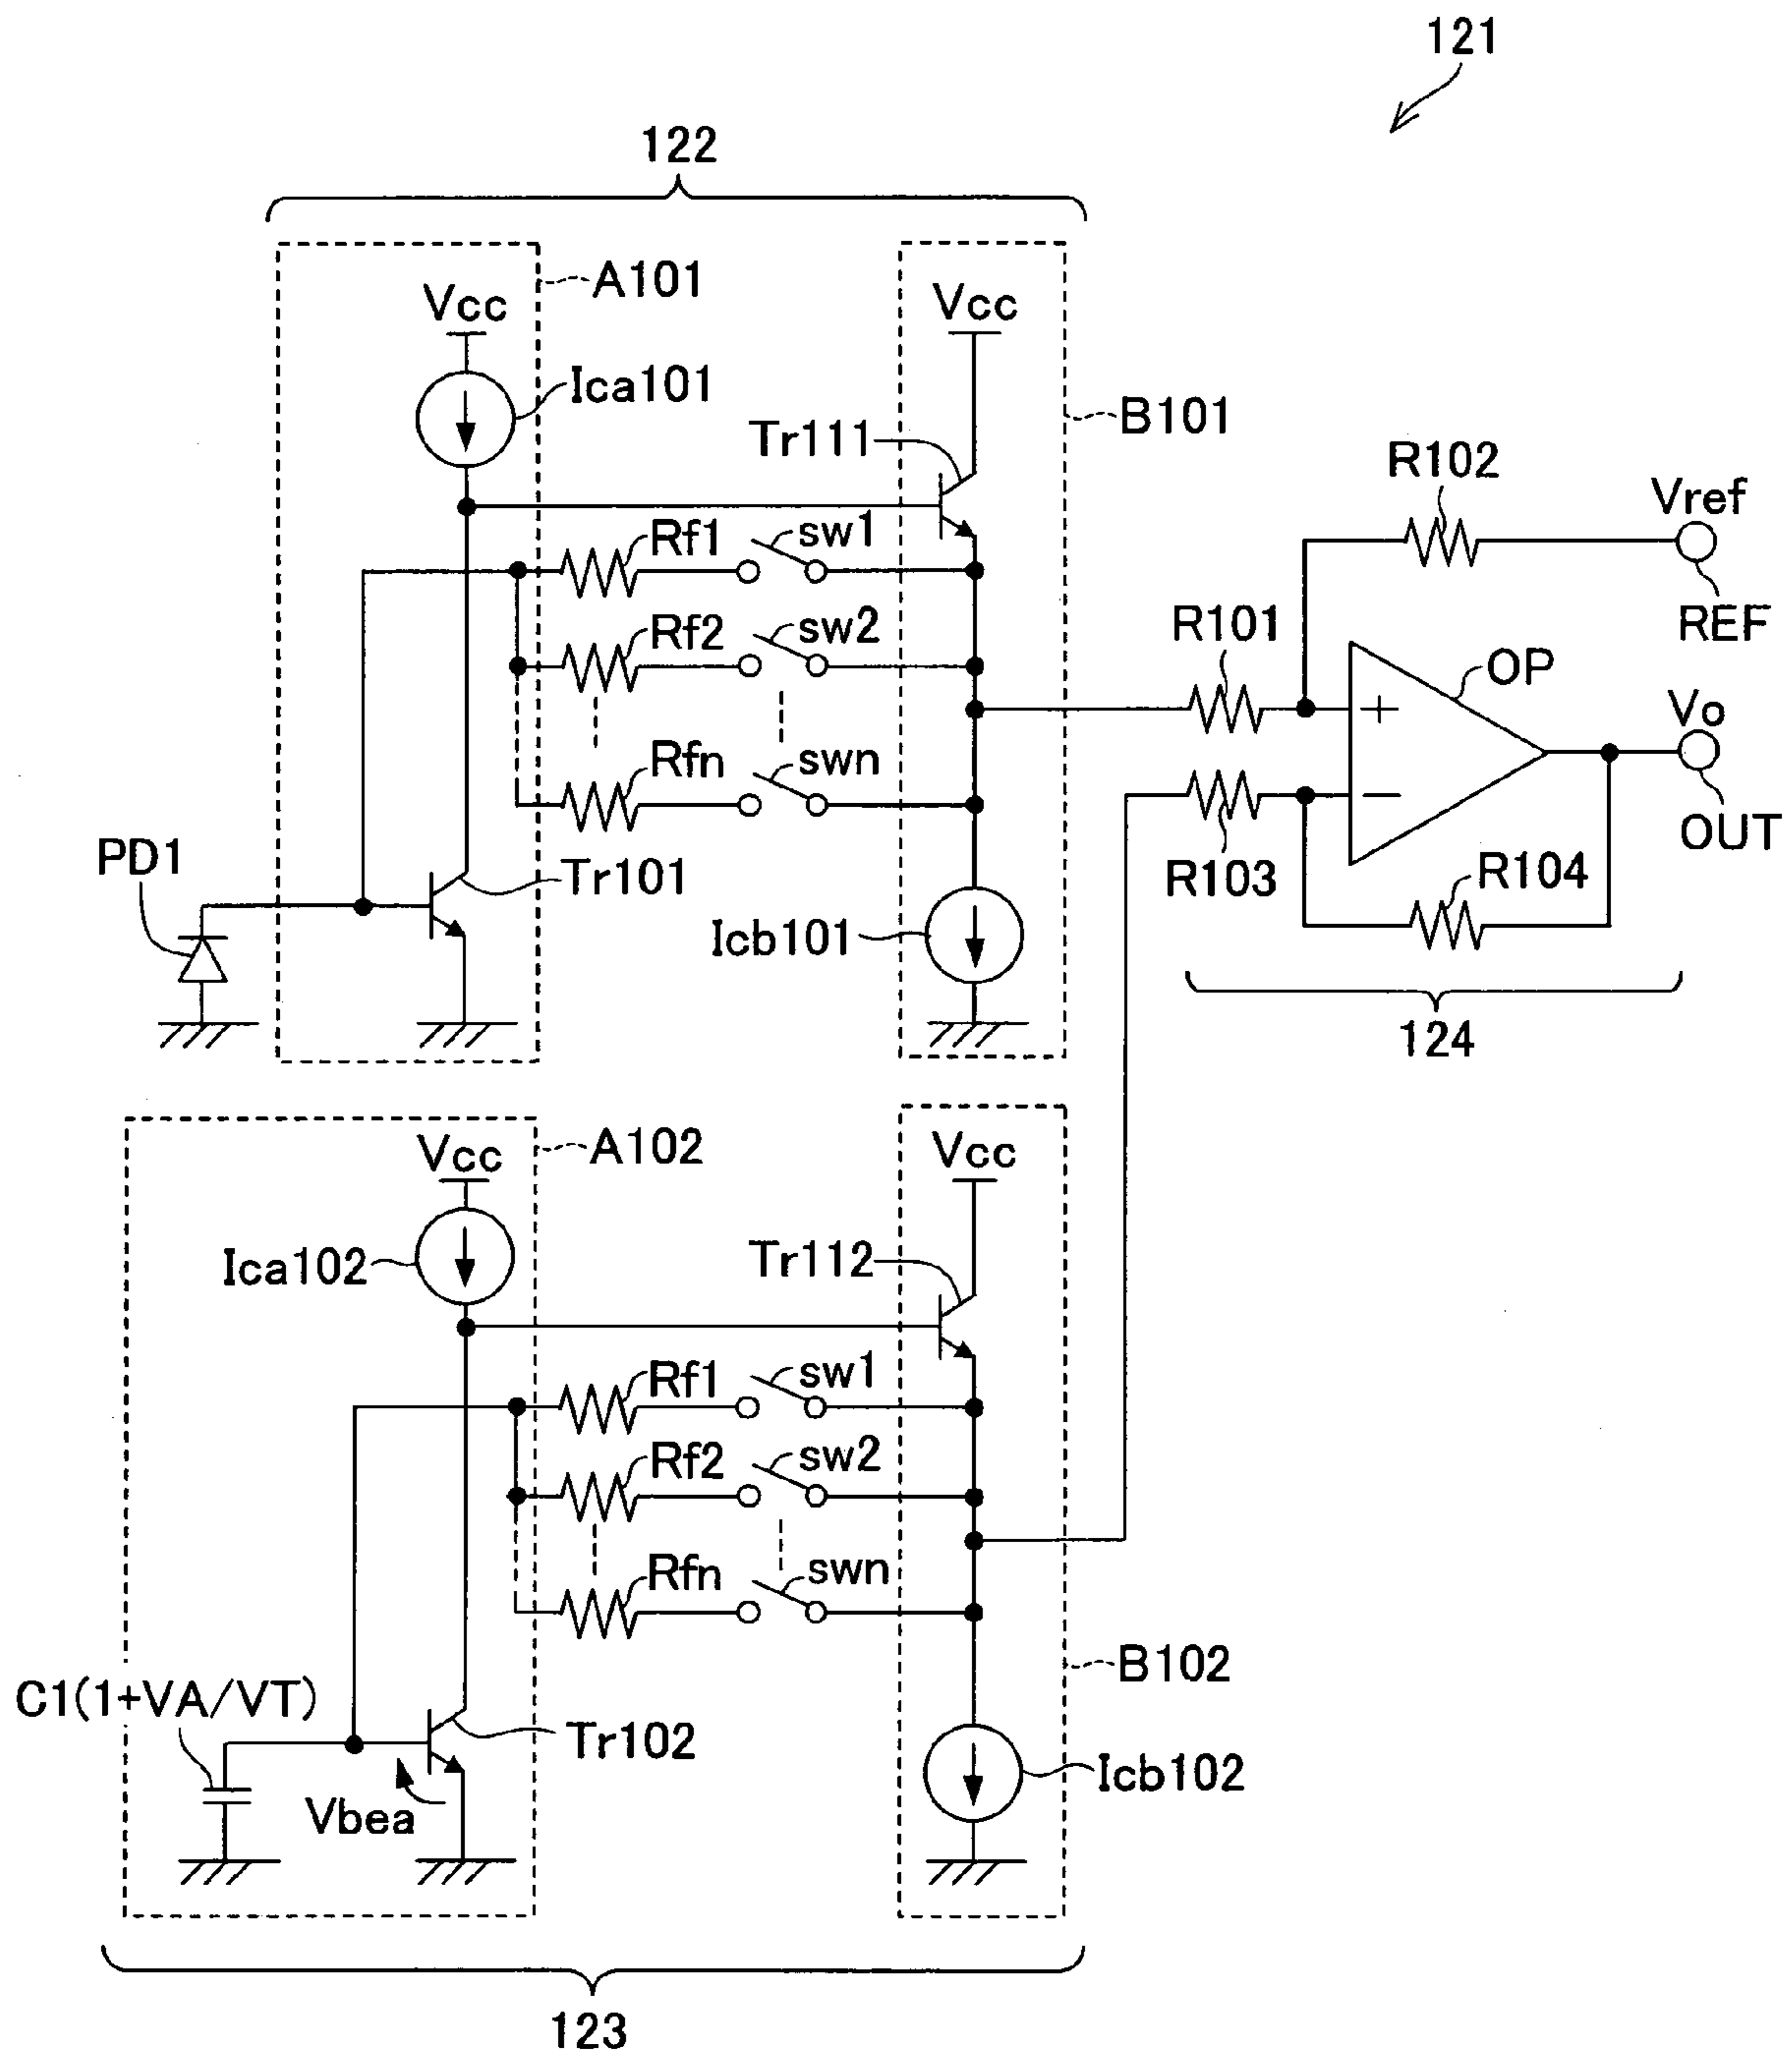 121
122
A101
Vcc
Vcc
Ica101
B101
Tr111
R102
Vref
Rf1
sw1
REF
R101
Rf2
sw2
OP
+
Vo
Rfn
swn
−
OUT
PD1
Tr101
R103
R104
Icb101
124
A102
Vcc
Vcc
Ica102
Tr112
Rf1
sw1
Rf2
sw2
Rfn
swn
B102
C1(1+VA/VT)
Tr102
Icb102
Vbea
123